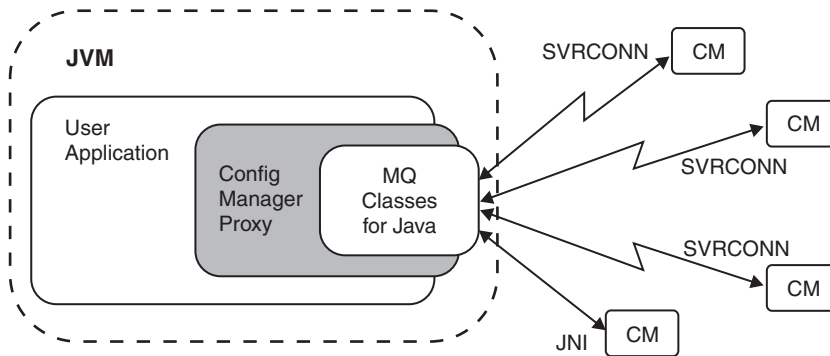 JVM
User
Application
Config
Manager
Proxy
MQ
Classes
for Java
SVRCONN
CM
CM
SVRCONN
SVRCONN
CM
JNI
CM